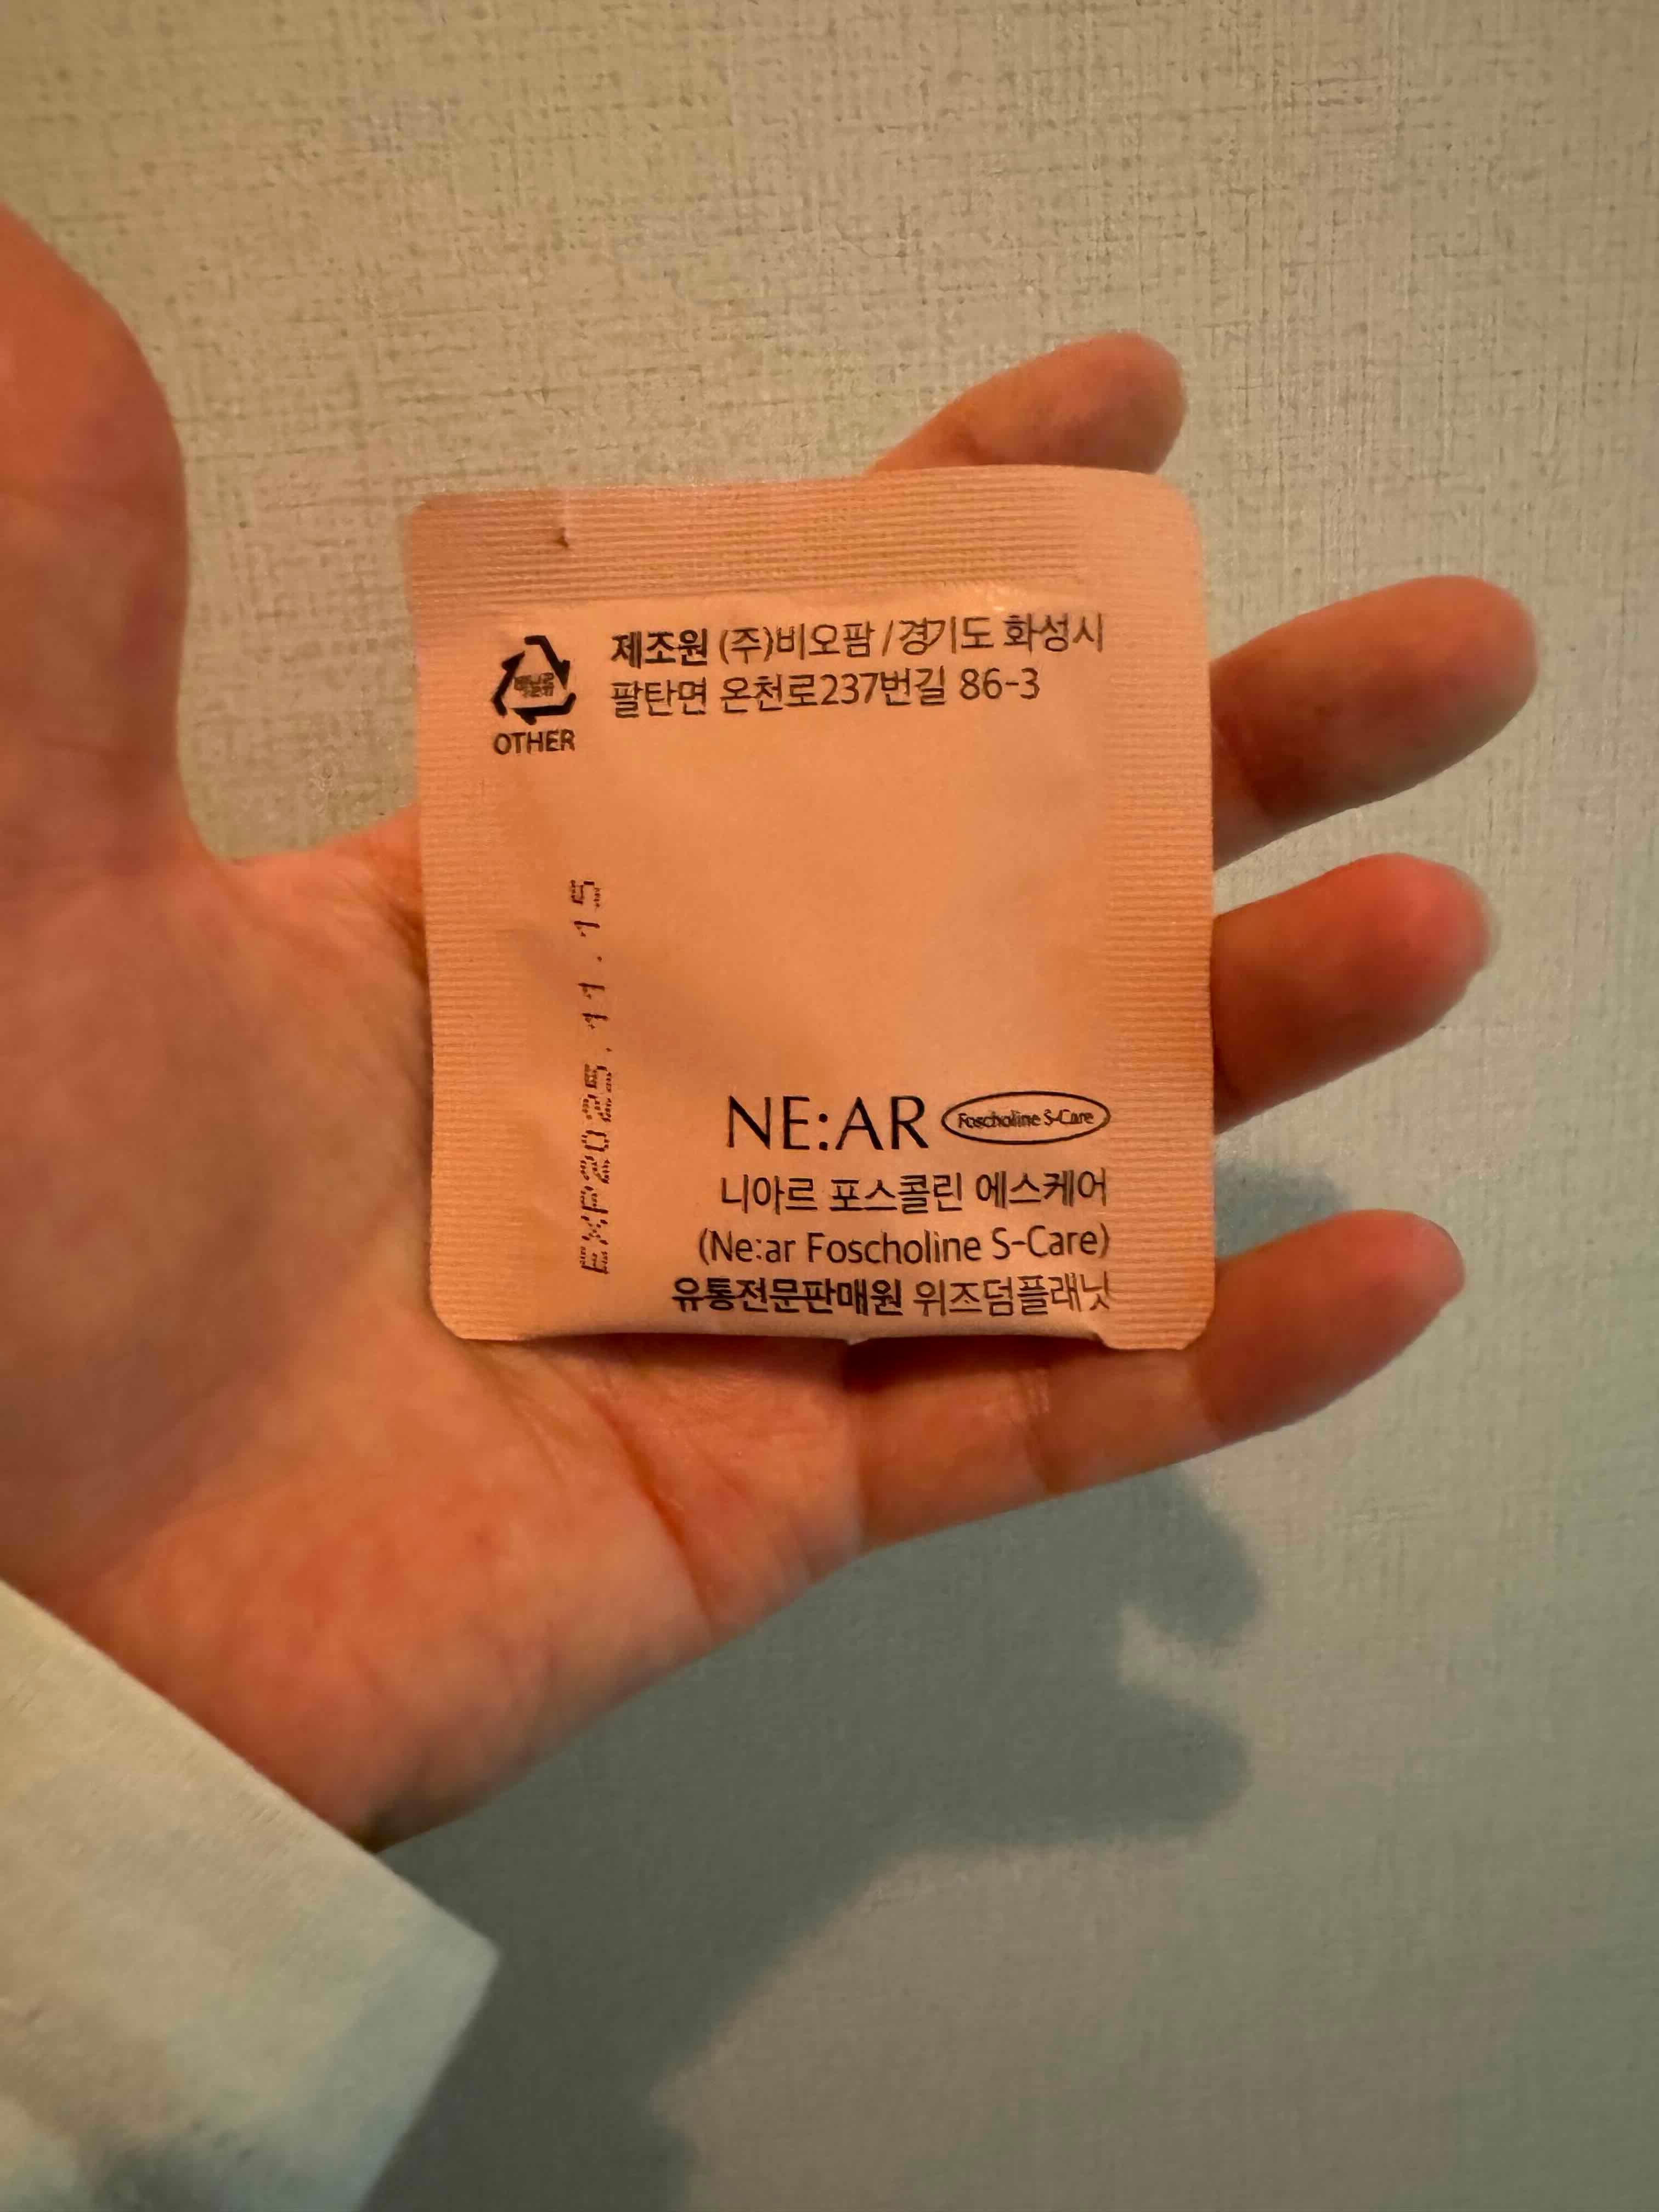 제조원 (주)비오팜 / 경기도 화성시
팔탄면 온천로237번길 86-3
OTHER
EXP2025.11.15
NE:AR Foscholine S-Care
니아르 포스콜린 에스케어
(Ne:ar Foscholine S-Care)
유통전문판매원 위즈덤플래닛